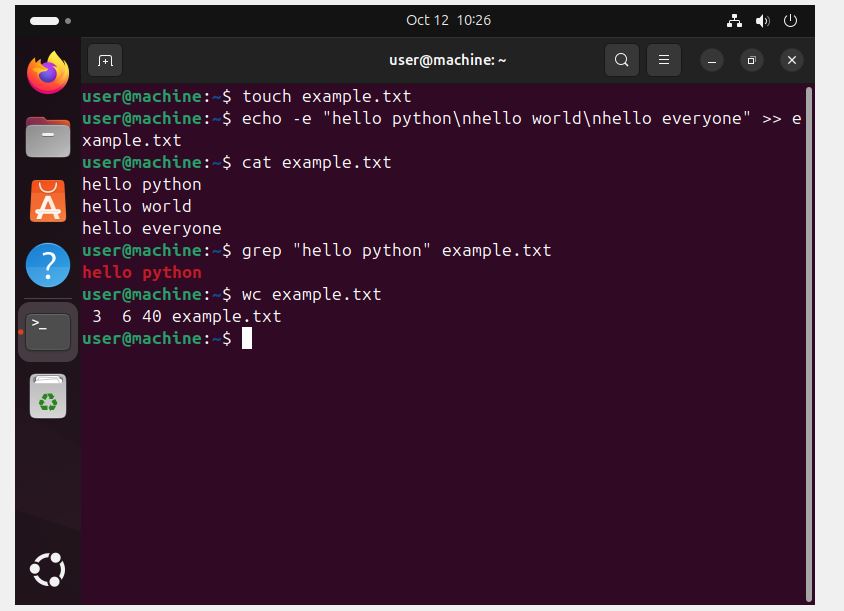 Oct 12 10:26
user@machine: ~
user@machine:~$ touch example.txt
user@machine:~$ echo -e "hello python\nhello world\nhello everyone" >> e
xample.txt
user@machine:~$ cat example.txt
hello python
hello world
hello everyone
user@machine:~$ grep "hello python" example.txt
hello python
user@machine:~$ wc example.txt
 3  6 40 example.txt
user@machine:~$